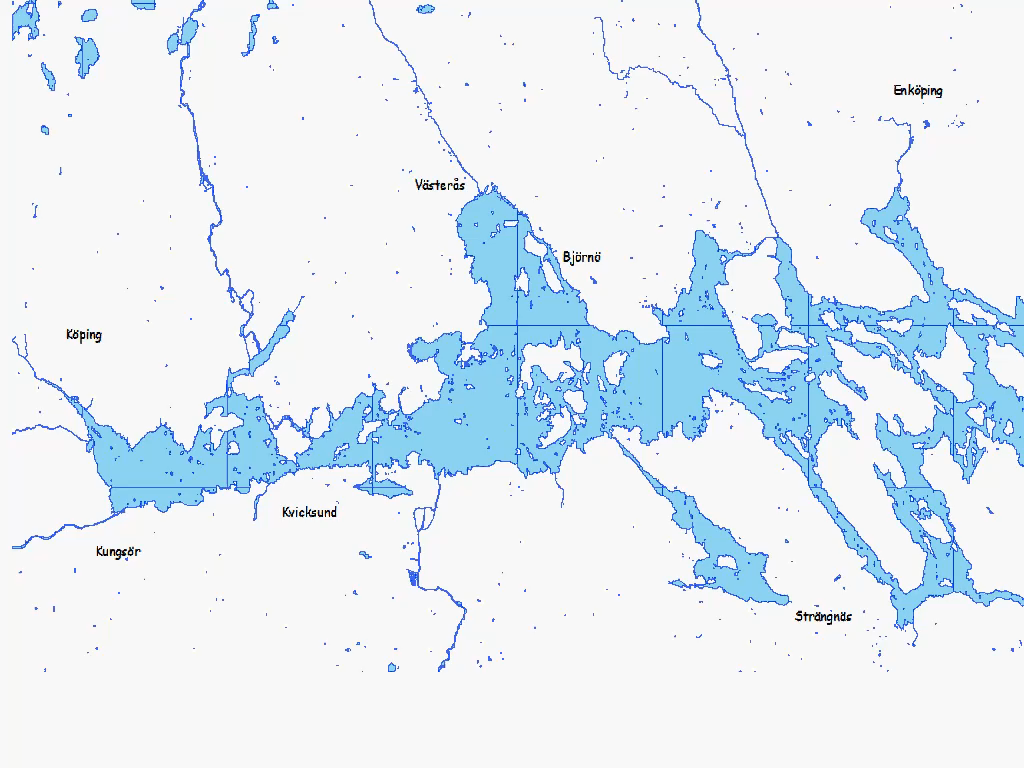 Enköping
Västerås
Björnö
Köping
Kvicksund
Kungsör
Strängnäs